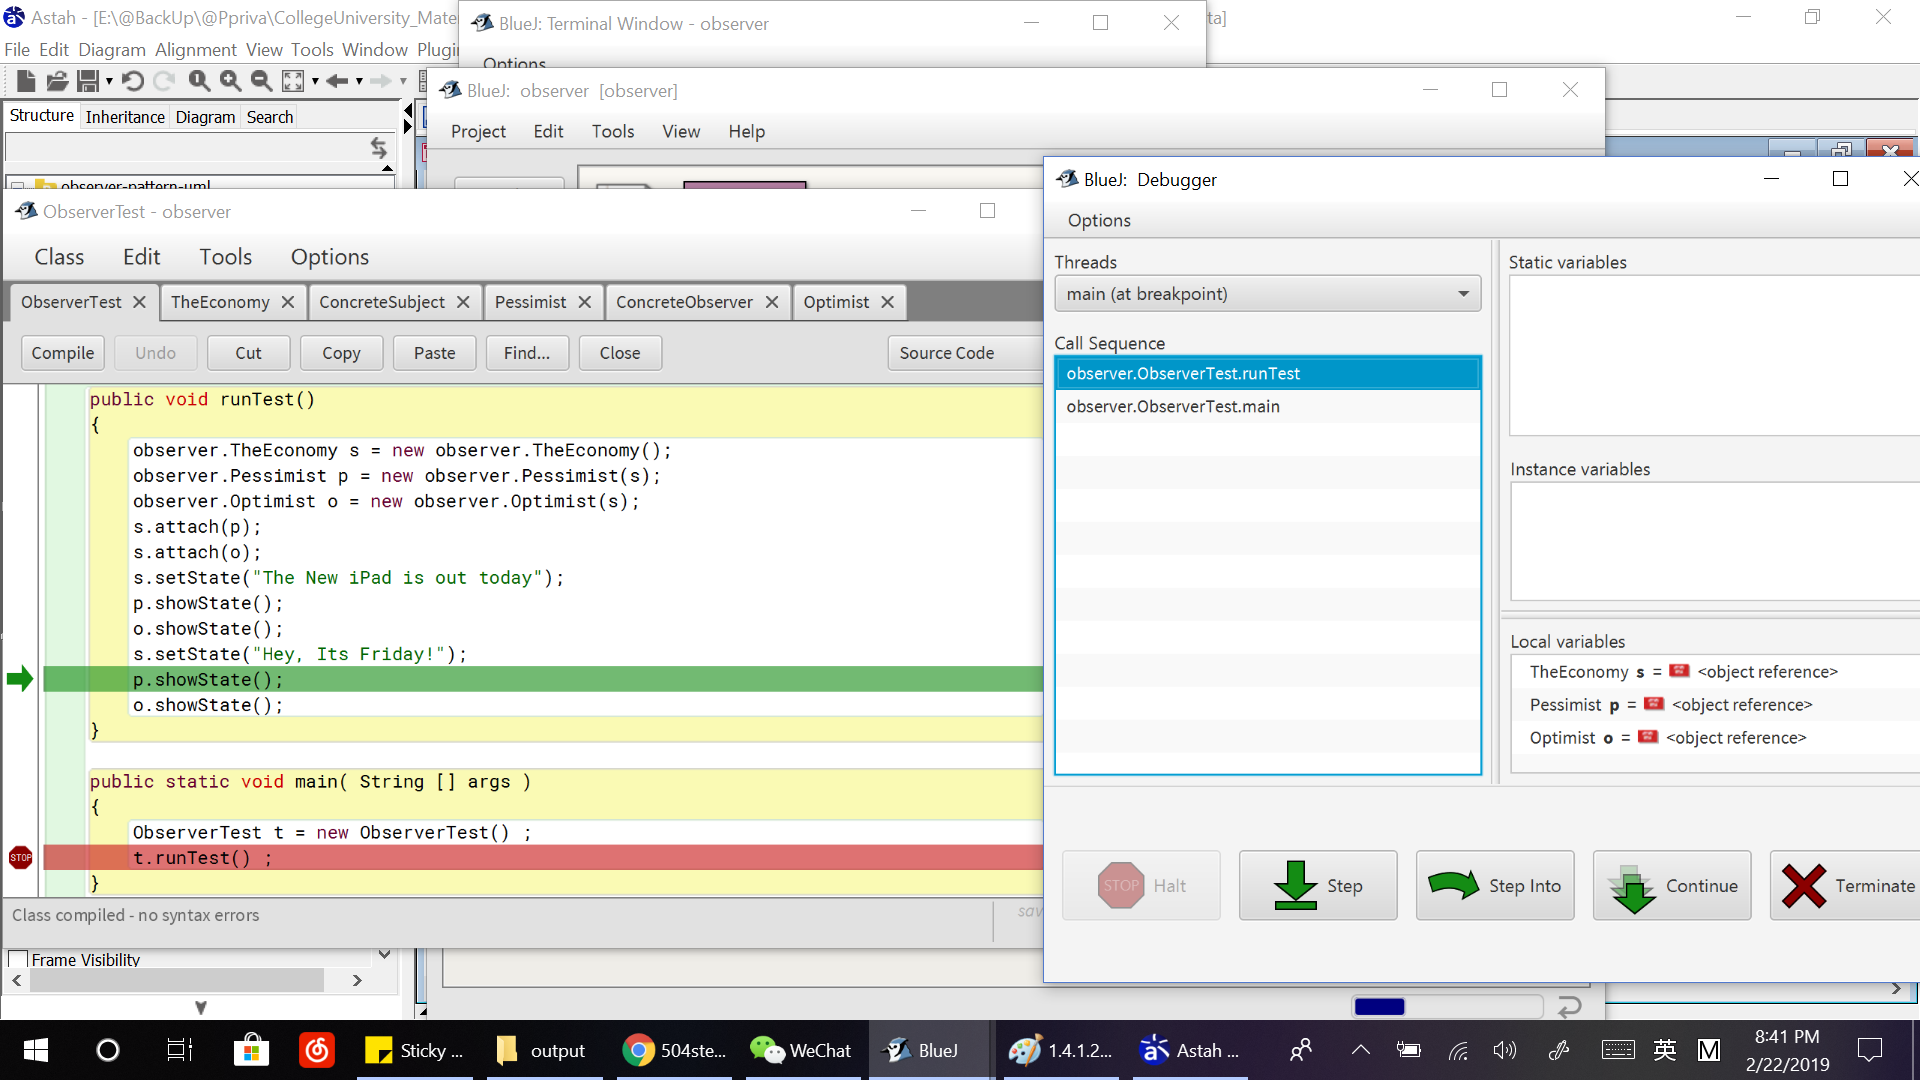 Astah - [E:\@BackUp\@Ppriva\CollegeUniversity_Mate
BlueJ: Terminal Window - observer
ta]
File Edit Diagram Alignment View Tools Window Plugi
Options
BlueJ: observer [observer]
Project Edit Tools View Help
Structure Inheritance Diagram Search
observer-pattern-uml
ObserverTest - observer
Class Edit Tools Options
ObserverTest TheEconomy ConcreteSubject Pessimist ConcreteObserver Optimist
Compile Undo Cut Copy Paste Find... Close Source Code
public void runTest()
{
observer.TheEconomy s = new observer.TheEconomy();
observer.Pessimist p = new observer.Pessimist(s);
observer.Optimist o = new observer.Optimist(s);
s.attach(p);
s.attach(o);
s.setState("The New iPad is out today");
p.showState();
o.showState();
s.setState("Hey, Its Friday!");
p.showState();
o.showState();
}
public static void main( String [] args )
{
ObserverTest t = new ObserverTest() ;
STOP
t.runTest() ;
}
Class compiled - no syntax errors
sav
Frame Visibility
BlueJ: Debugger
Options
Threads
main (at breakpoint)
Call Sequence
observer.ObserverTest.runTest
observer.ObserverTest.main
Static variables
Instance variables
Local variables
TheEconomy s = <object reference>
Pessimist p = <object reference>
Optimist o = <object reference>
STOP Halt Step Step Into Continue Terminate
Sticky ... output 504ste... WeChat BlueJ 1.4.1.2... Astah ...
英 M
8:41 PM
2/22/2019